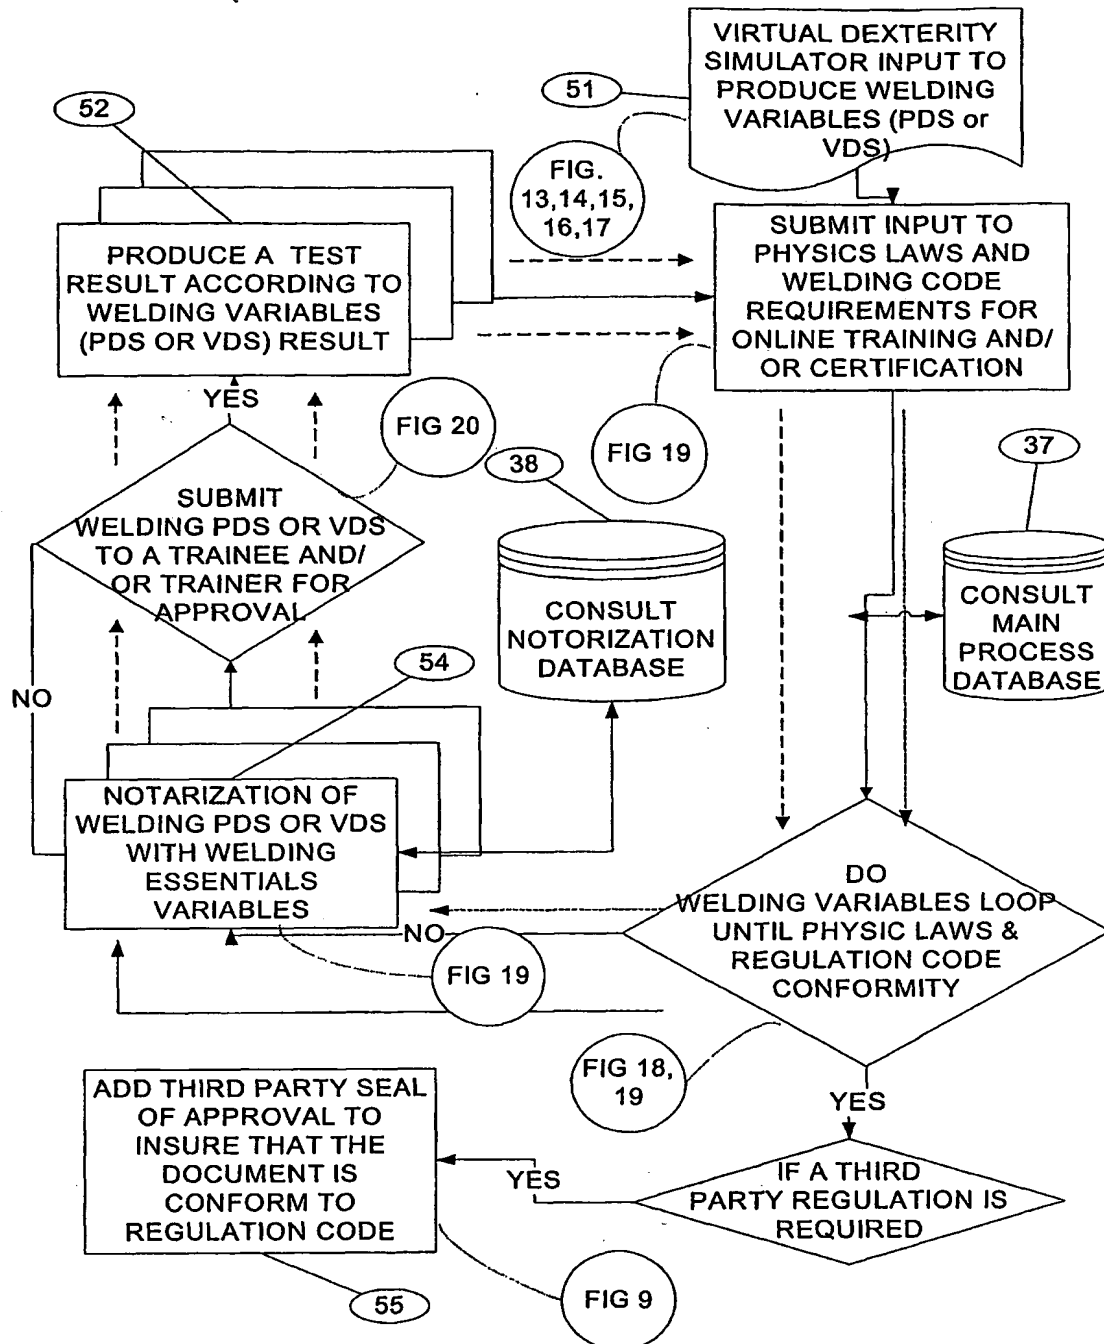 VIRTUAL DEXTERITY
SIMULATOR INPUT TO
PRODUCE WELDING
VARIABLES (PDS or
VDS)
51
52
FIG.
13,14,15,
16,17
PRODUCE A TEST
RESULT ACCORDING TO
WELDING VARIABLES
(PDS OR VDS) RESULT
SUBMIT INPUT TO
PHYSICS LAWS AND
WELDING CODE
REQUIREMENTS FOR
ONLINE TRAINING AND/
OR CERTIFICATION
YES
FIG 20
FIG 19
38
37
SUBMIT
WELDING PDS OR VDS
TO A TRAINEE AND/
OR TRAINER FOR
APPROVAL
CONSULT
NOTORIZATION
DATABASE
CONSULT
MAIN
PROCESS
DATABASE
NO
54
NOTARIZATION OF
WELDING PDS OR VDS
WITH WELDING
ESSENTIALS
VARIABLES
DO
WELDING VARIABLES LOOP
UNTIL PHYSIC LAWS &
REGULATION CODE
CONFORMITY
NO
FIG 19
FIG 18,
19
YES
ADD THIRD PARTY SEAL
OF APPROVAL TO
INSURE THAT THE
DOCUMENT IS
CONFORM TO
REGULATION CODE
YES
IF A THIRD
PARTY REGULATION IS
REQUIRED
55
FIG 9